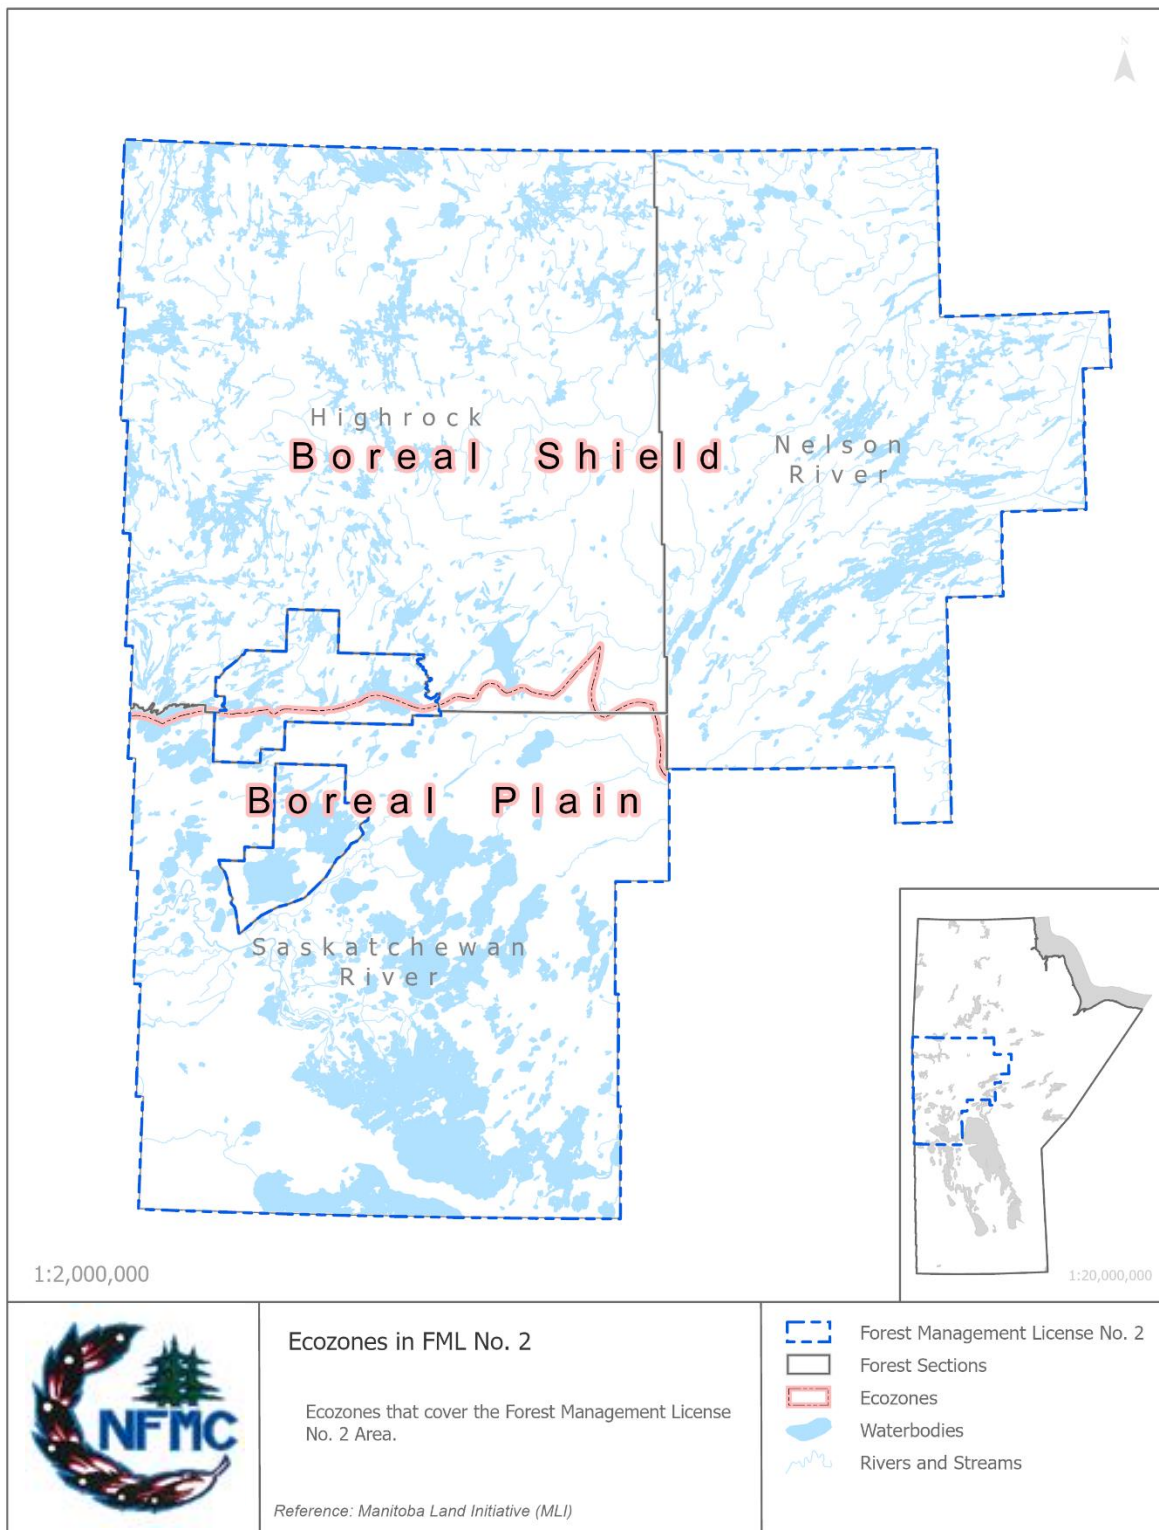 N
Highrock
Boreal Shield
Nelson
River
Boreal Plain
Saskatchewan
River
1:2,000,000
1:20,000,000
NFMC
Ecozones in FML No. 2
Ecozones that cover the Forest Management License
No. 2 Area.
Reference: Manitoba Land Initiative (MLI)
Forest Management License No. 2
Forest Sections
Ecozones
Waterbodies
Rivers and Streams